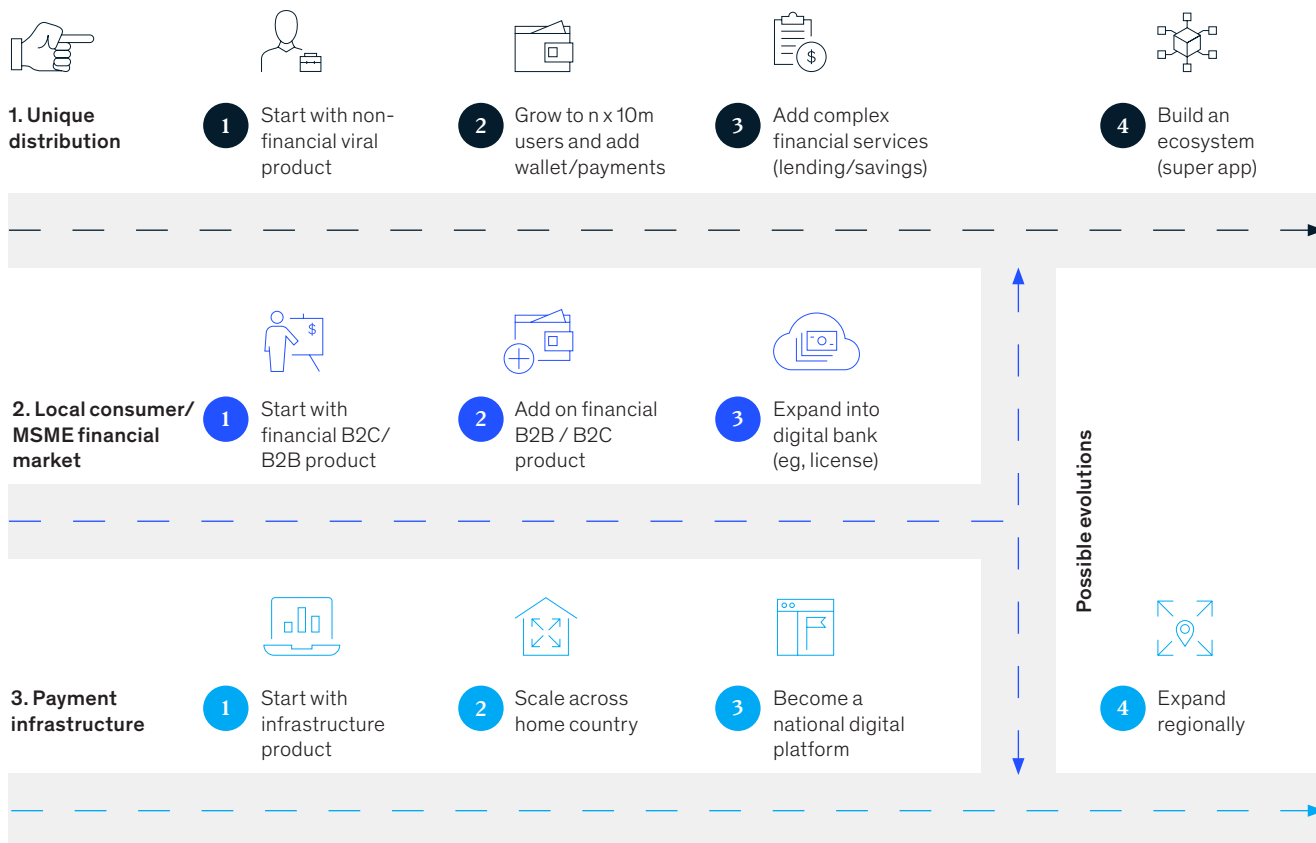 1. Unique
distribution
1
Start with non-
financial viral
product
2
Grow to n x 10m
users and add
wallet/payments
3
Add complex
financial services
(lending/savings)
$
4
Build an
ecosystem
(super app)
2. Local consumer/
MSME financial
market
$
1
Start with
financial B2C/
B2B product
2
Add on financial
B2B / B2C
product
3
Expand into
digital bank
(eg, license)
Possible evolutions
3. Payment
infrastructure
1
Start with
infrastructure
product
2
Scale across
home country
3
Become a
national digital
platform
4
Expand
regionally